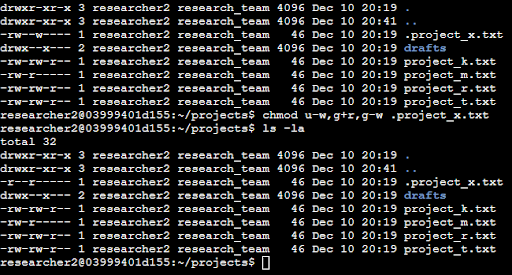 drwxr-xr-x 3 researcher2 research_team 4096 Dec 10 20:19 .
drwxr-xr-x 3 researcher2 research_team 4096 Dec 10 20:41 ..
-rw--w---- 1 researcher2 research_team   46 Dec 10 20:19 .project_x.txt
drwx--x--- 2 researcher2 research_team 4096 Dec 10 20:19 drafts
-rw-rw-r-- 1 researcher2 research_team   46 Dec 10 20:19 project_k.txt
-rw-r----- 1 researcher2 research_team   46 Dec 10 20:19 project_m.txt
-rw-rw-r-- 1 researcher2 research_team   46 Dec 10 20:19 project_r.txt
-rw-rw-r-- 1 researcher2 research_team   46 Dec 10 20:19 project_t.txt
researcher2@03999401d155:~/projects$ chmod u-w,g+r,g-w .project_x.txt
researcher2@03999401d155:~/projects$ ls -la
total 32
drwxr-xr-x 3 researcher2 research_team 4096 Dec 10 20:19 .
drwxr-xr-x 3 researcher2 research_team 4096 Dec 10 20:41 ..
-r--r----- 1 researcher2 research_team   46 Dec 10 20:19 .project_x.txt
drwx--x--- 2 researcher2 research_team 4096 Dec 10 20:19 drafts
-rw-rw-r-- 1 researcher2 research_team   46 Dec 10 20:19 project_k.txt
-rw-r----- 1 researcher2 research_team   46 Dec 10 20:19 project_m.txt
-rw-rw-r-- 1 researcher2 research_team   46 Dec 10 20:19 project_r.txt
-rw-rw-r-- 1 researcher2 research_team   46 Dec 10 20:19 project_t.txt
researcher2@03999401d155:~/projects$